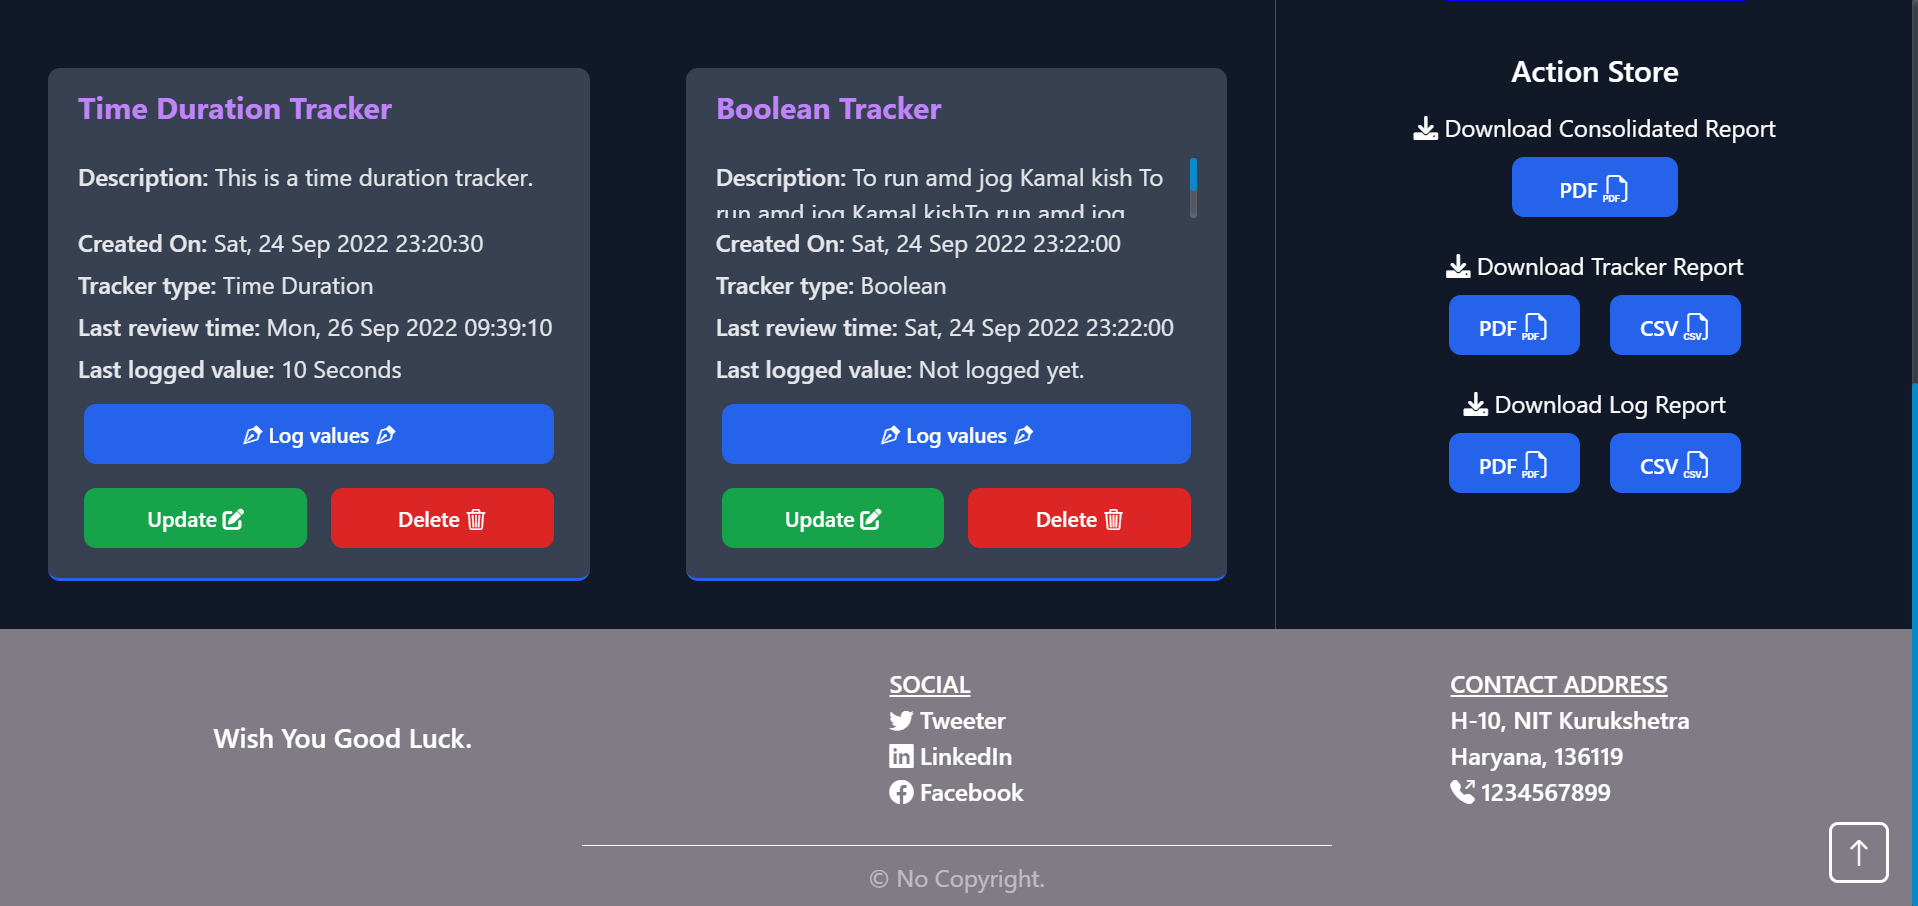 Time Duration Tracker
Description: This is a time duration tracker.
Created On: Sat, 24 Sep 2022 23:20:30
Tracker type: Time Duration
Last review time: Mon, 26 Sep 2022 09:39:10
Last logged value: 10 Seconds
Log values
Update
Delete
Boolean Tracker
Description: To run amd jog Kamal kish To
run amd jog Kamal kishTo run amd jog
Created On: Sat, 24 Sep 2022 23:22:00
Tracker type: Boolean
Last review time: Sat, 24 Sep 2022 23:22:00
Last logged value: Not logged yet.
Log values
Update
Delete
Action Store
Download Consolidated Report
PDF PDF
Download Tracker Report
PDF PDF
CSV CSV
Download Log Report
PDF PDF
CSV CSV
Wish You Good Luck.
SOCIAL
Tweeter
LinkedIn
Facebook
CONTACT ADDRESS
H-10, NIT Kurukshetra
Haryana, 136119
1234567899
© No Copyright.